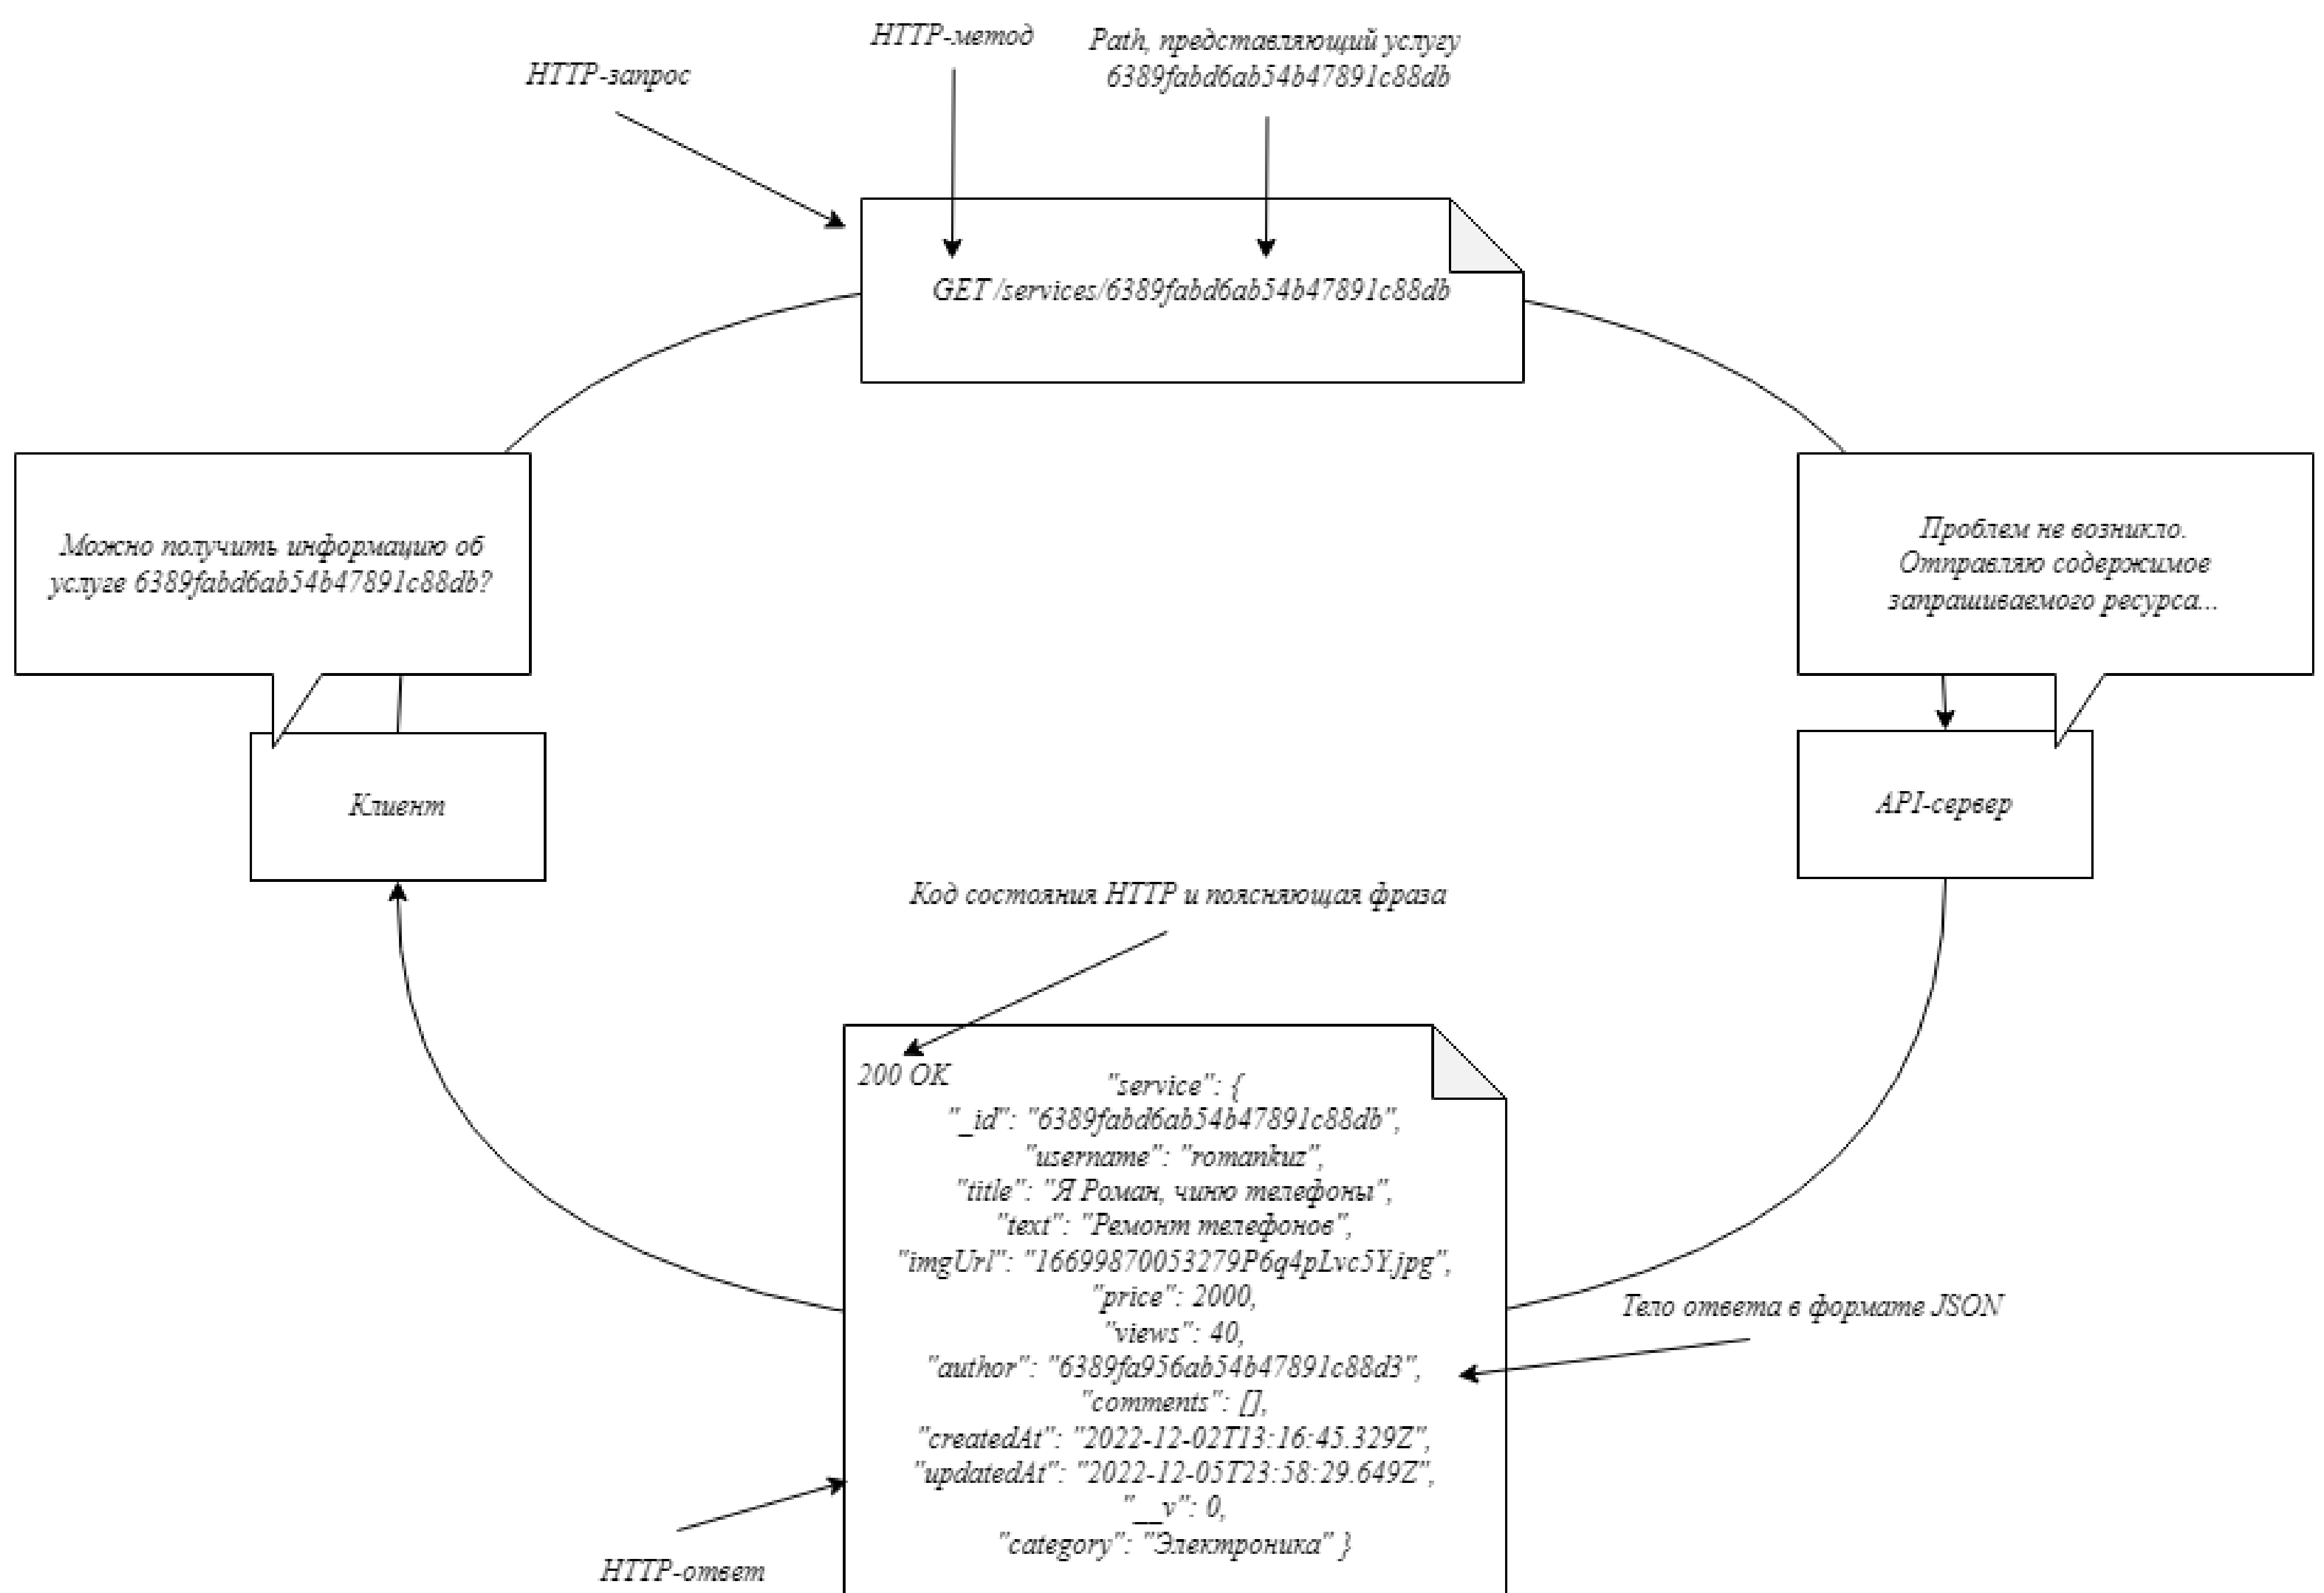 HTTP-метод
Path, представляющий услугу
6389fabd6ab54b47891c88db
HTTP-запрос
GET /services/6389fabd6ab54b47891c88db
Можно получить информацию об
услуге 6389fabd6ab54b47891c88db?
Проблем не возникло.
Отправляю содержимое
запрашиваемого ресурса...
Клиент
API-сервер
Код состояния HTTP и поясняющая фраза
200 OK
"service": {
"_id": "6389fabd6ab54b47891c88db",
"username": "romankuz",
"title": "Я Роман, чиню телефоны",
"text": "Ремонт телефонов",
"imgUrl": "16699870053279P6q4pLvc5Y.jpg",
"price": 2000,
"views": 40,
"author": "6389fa956ab54b47891c88d3",
"comments": [],
"createdAt": "2022-12-02T13:16:45.329Z",
"updatedAt": "2022-12-05T23:58:29.649Z",
"__v": 0,
"category": "Электроника" }
Тело ответа в формате JSON
HTTP-ответ